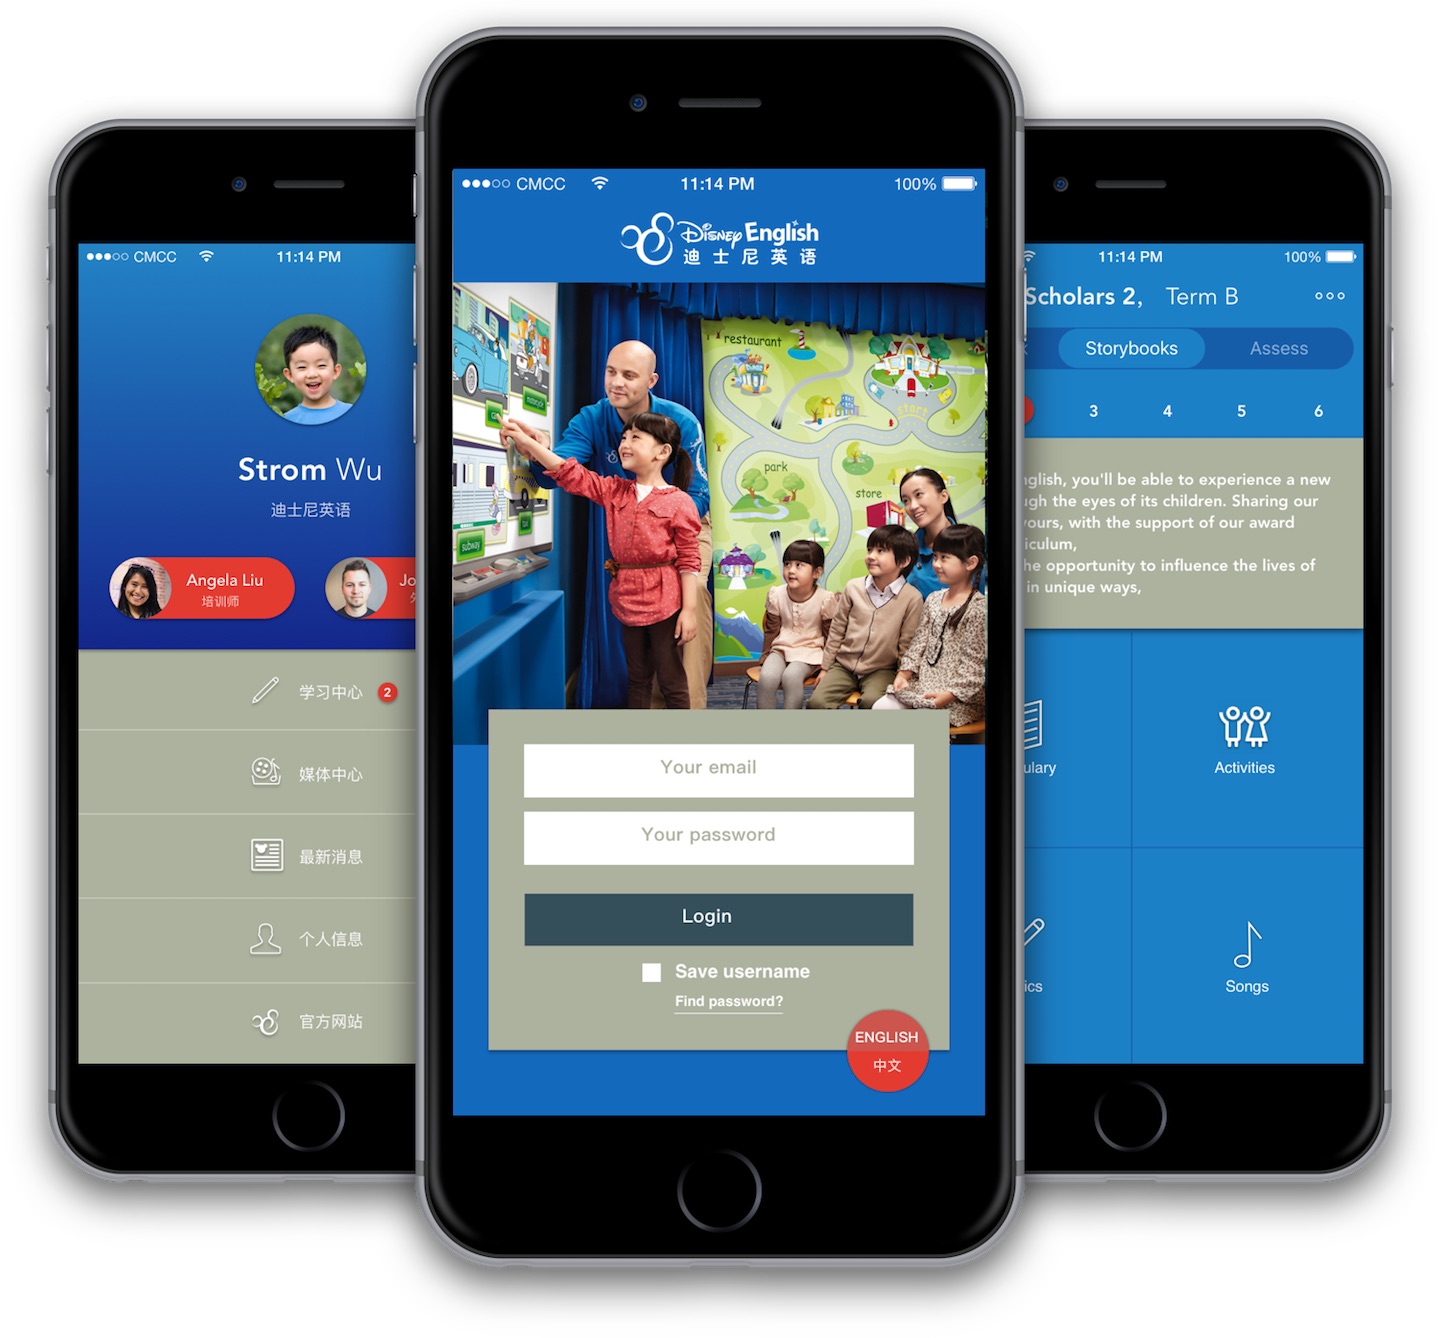 CMCC
11:14 PM
Strom Wu
迪士尼英语
Angela Liu
培训师
Jo
学习中心
2
媒体中心
最新消息
个人信息
官方网站
CMCC
11:14 PM
100%
Disney English
迪士尼英语
restaurant
start
park
store
subway
Your email
Your password
Login
Save username
Find password?
ENGLISH
中文
11:14 PM
100%
Scholars 2, Term B
Storybooks
Assess
3 4 5 6
nglish, you'll be able to experience a new
ugh the eyes of its children. Sharing our
yours, with the support of our award
iculum,
he opportunity to influence the lives of
in unique ways,
ulary
Activities
ics
Songs